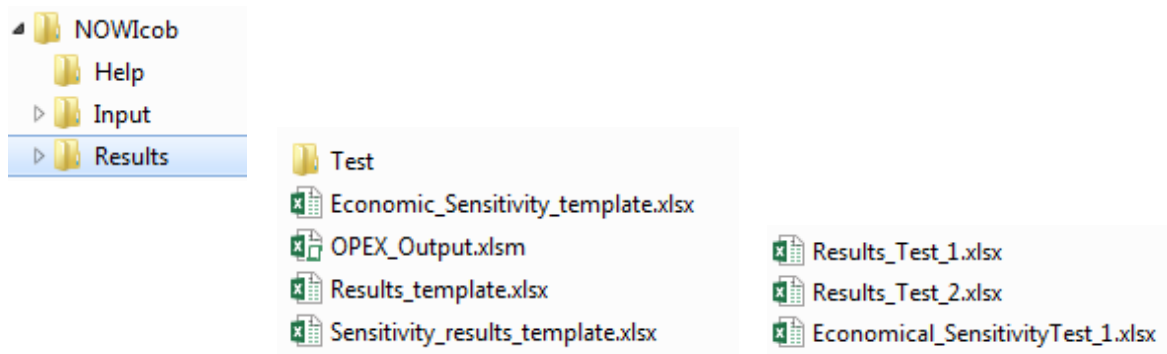 NOWIcob
Help
Input
Results
Test
Economic_Sensitivity_template.xlsx
OPEX_Output.xlsm
Results_template.xlsx
Sensitivity_results_template.xlsx
Results_Test_1.xlsx
Results_Test_2.xlsx
Economical_SensitivityTest_1.xlsx